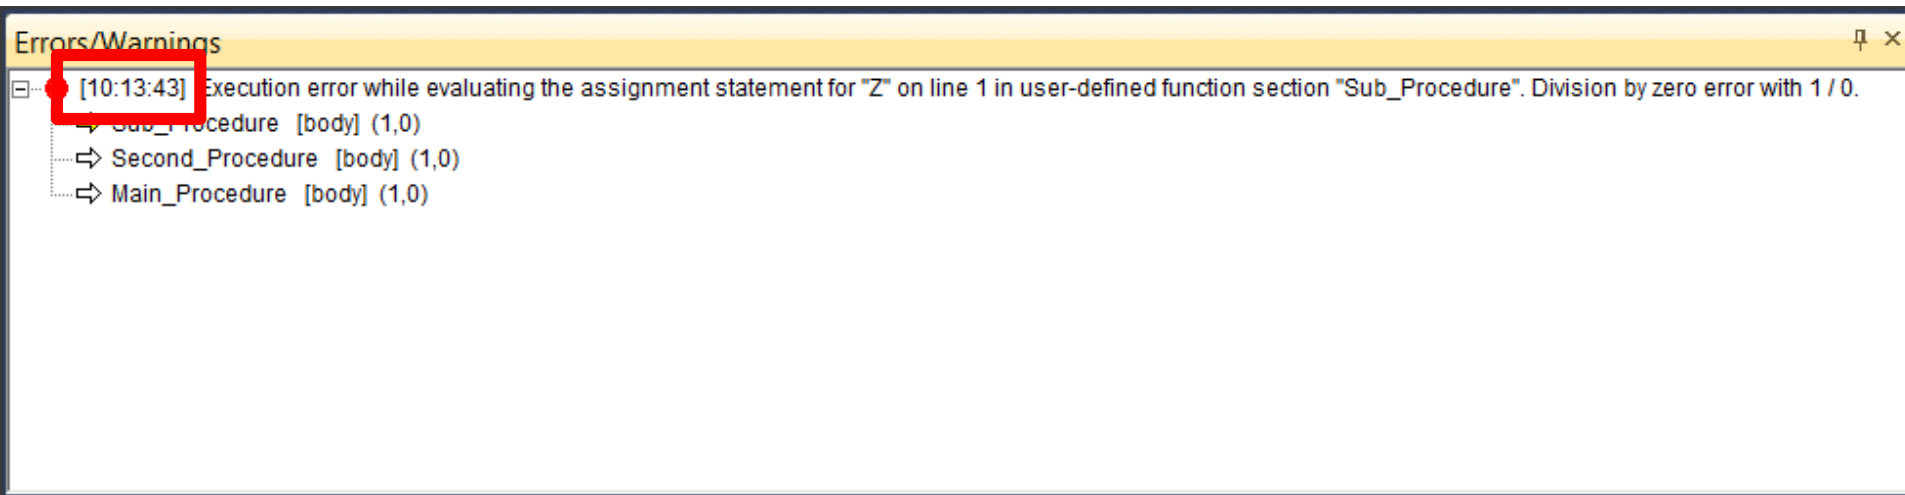 Errors/Warnings
[10:13:43] Execution error while evaluating the assignment statement for "Z" on line 1 in user-defined function section "Sub_Procedure". Division by zero error with 1 / 0.
Sub_Procedure [body] (1,0)
Second_Procedure [body] (1,0)
Main_Procedure [body] (1,0)